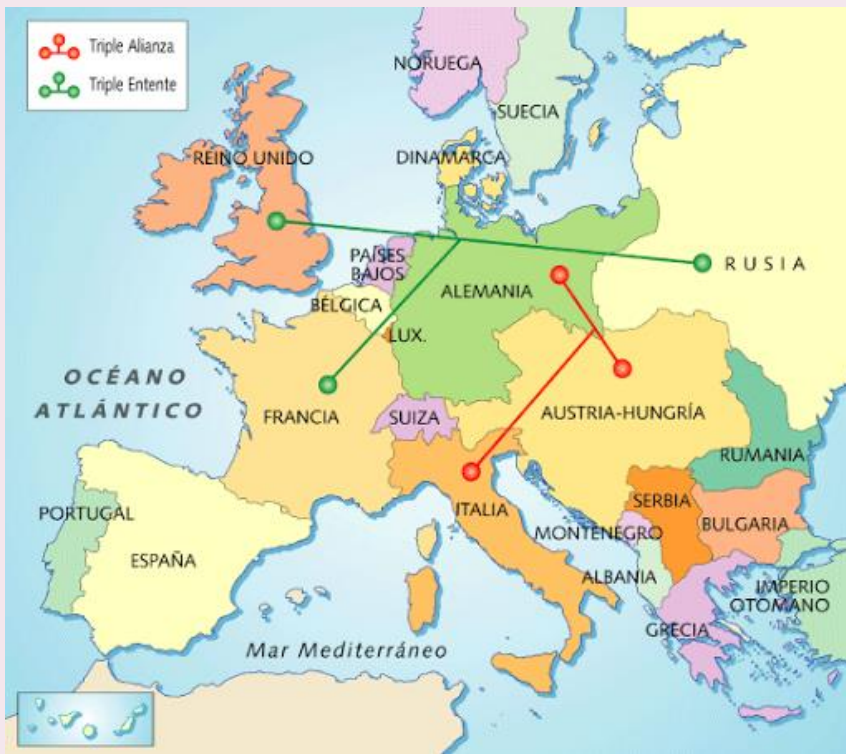 Triple Alianza
Triple Entente
NORUEGA
SUECIA
REINO UNIDO
DINAMARCA
PAÍSES
BAJOS
RUSIA
ALEMANIA
BÉLGICA
LUX.
OCÉANO
ATLÁNTICO
FRANCIA
SUIZA
AUSTRIA-HUNGRÍA
RUMANIA
SERBIA
ITALIA
PORTUGAL
BULGARIA
MONTENEGRO
ESPAÑA
ALBANIA
IMPERIO
OTOMANO
GRECIA
Mar Mediterráneo